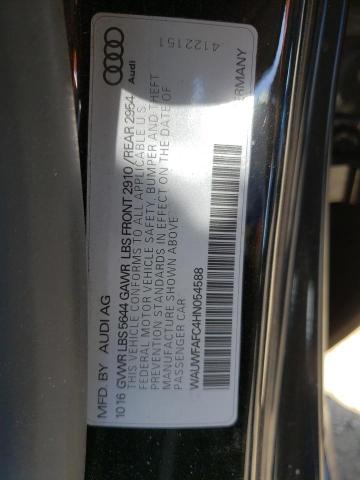 MFD. BY AUDI AG
10 16 GVWR LBS 5644 GAWR LBS FRONT 2910 / REAR 2954
THIS VEHICLE CONFORMS TO ALL APPLICABLE U S
FEDERAL MOTOR VEHICLE SAFETY, BUMPER AND THEFT
PREVENTION STANDARDS IN EFFECT ON THE DATE OF
MANUFACTURE SHOWN ABOVE
PASSENGER CAR
WAUWFAFC4HN054588
GERMANY
Audi
4122151